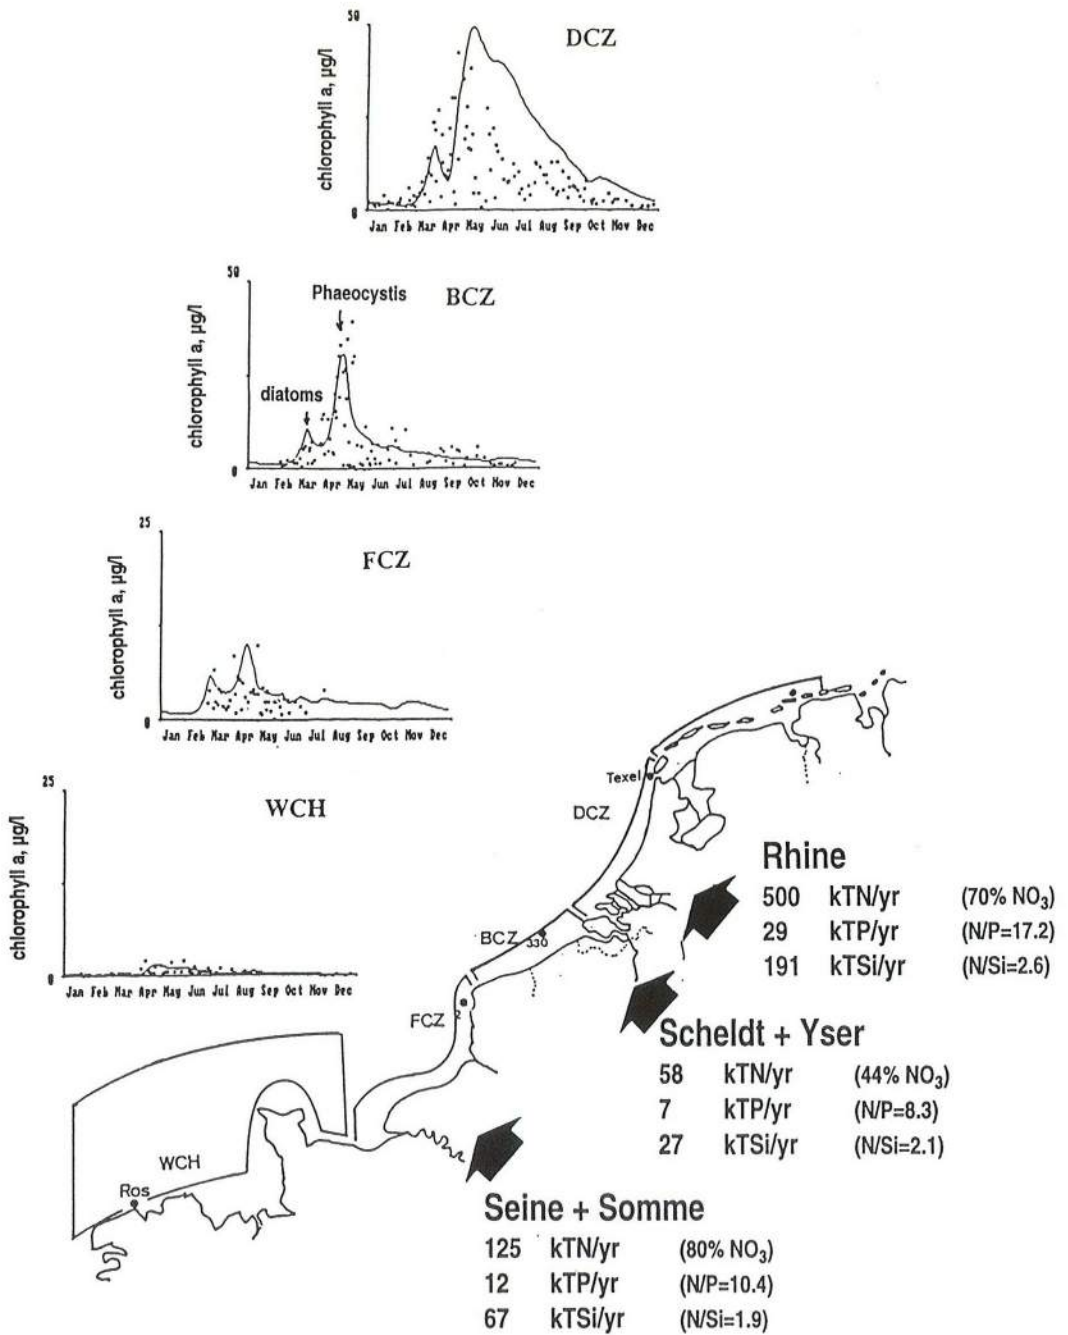 50
DCZ
chlorophyll a, µg/l
0
Jan Feb Mar Apr May Jun Jul Aug Sep Oct Nov Dec
50
Phaeocystis
BCZ
chlorophyll a, µg/l
diatoms
0
Jan Feb Mar Apr May Jun Jul Aug Sep Oct Nov Dec
25
FCZ
chlorophyll a, µg/l
0
Jan Feb Mar Apr May Jun Jul Aug Sep Oct Nov Dec
25
WCH
chlorophyll a, µg/l
0
Jan Feb Mar Apr May Jun Jul Aug Sep Oct Nov Dec
Texel
DCZ
BCZ
330
FCZ
2
WCH
Ros
Rhine
500 kTN/yr (70% NO3)
29 kTP/yr (N/P=17.2)
191 kTSi/yr (N/Si=2.6)
Scheldt + Yser
58 kTN/yr (44% NO3)
7 kTP/yr (N/P=8.3)
27 kTSi/yr (N/Si=2.1)
Seine + Somme
125 kTN/yr (80% NO3)
12 kTP/yr (N/P=10.4)
67 kTSi/yr (N/Si=1.9)